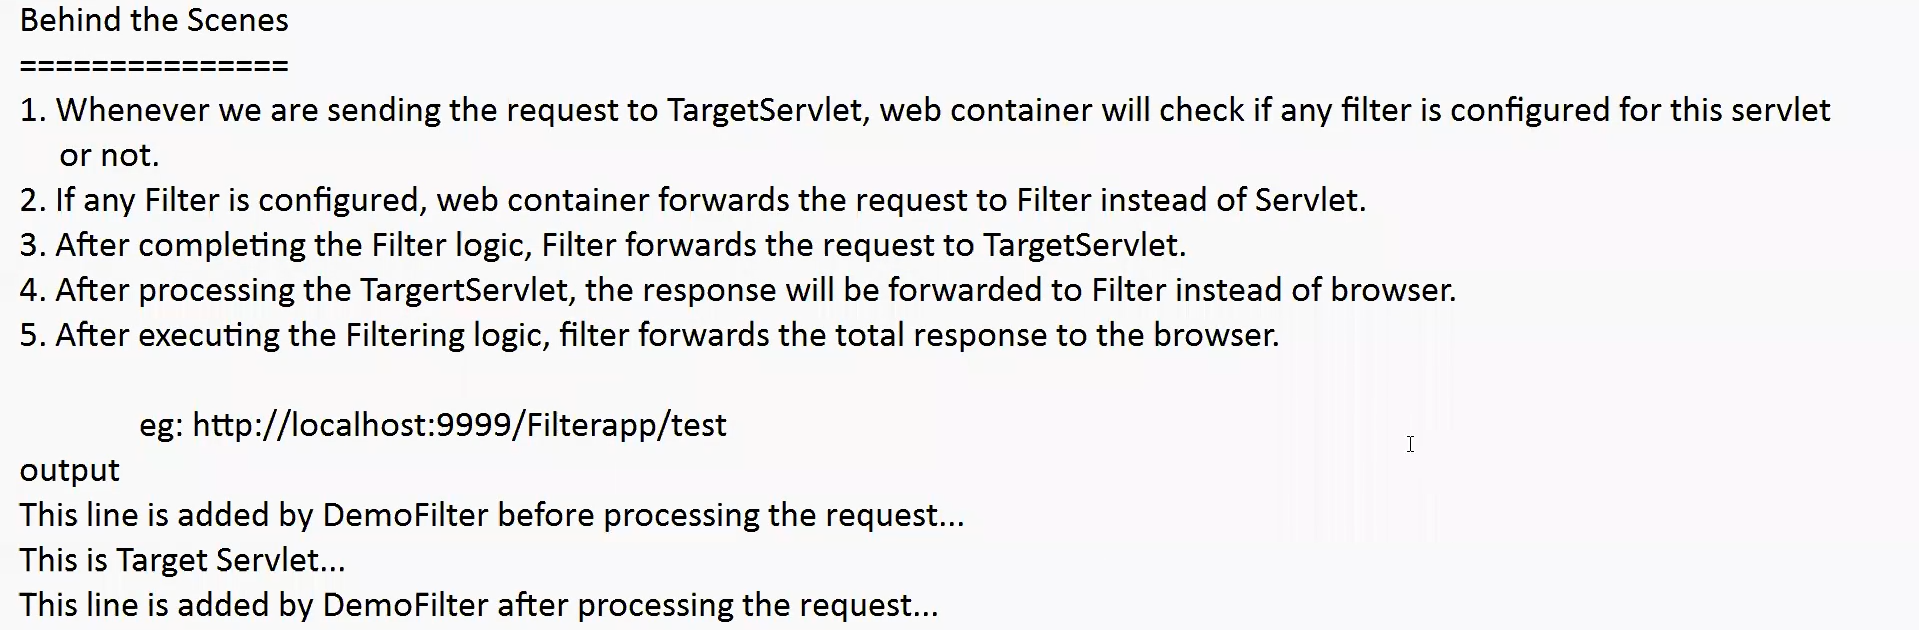 Behind the Scenes
===============
1. Whenever we are sending the request to TargetServlet, web container will check if any filter is configured for this servlet
or not.
2. If any Filter is configured, web container forwards the request to Filter instead of Servlet.
3. After completing the Filter logic, Filter forwards the request to TargetServlet.
4. After processing the TargertServlet, the response will be forwarded to Filter instead of browser.
5. After executing the Filtering logic, filter forwards the total response to the browser.
eg: http://localhost:9999/Filterapp/test
output
This line is added by DemoFilter before processing the request...
This is Target Servlet...
This line is added by DemoFilter after processing the request...